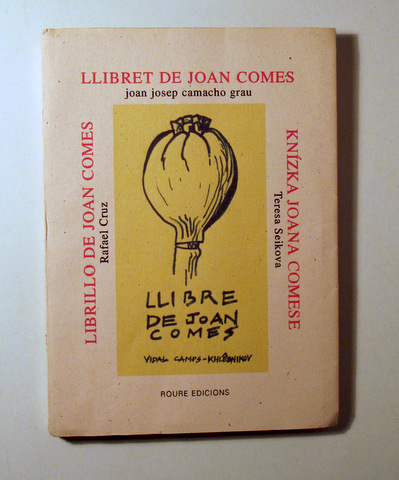 LLIBRET DE JOAN COMES
joan josep camacho grau
LIBRILLO DE JOAN COMES
Rafael Cruz
KNÍZKA JOANA COMESE
Teresa Seikova
LLIBRE
DE JOAN
COMES
VIDAL CAMPS-KHLEBNIKOV
ROURE EDICIONS